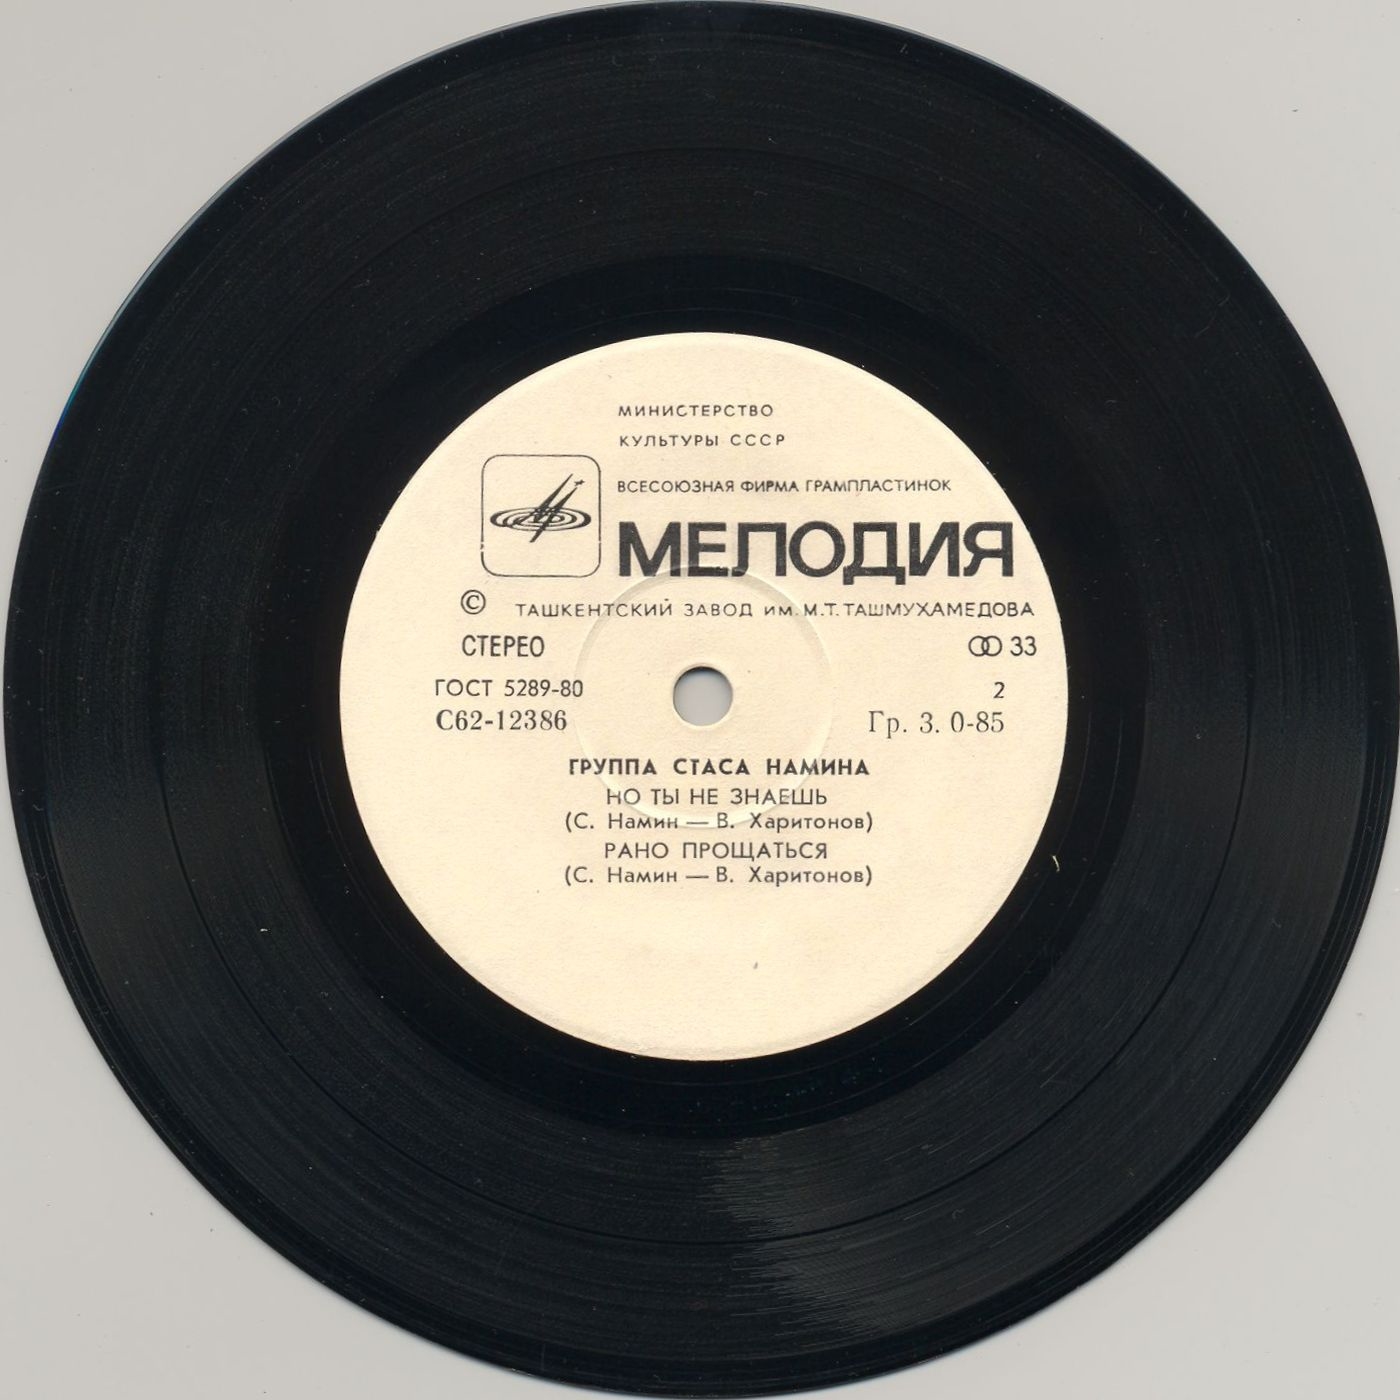 МИНИСТЕРСТВО
КУЛЬТУРЫ СССР
ВСЕСОЮЗНАЯ ФИРМА ГРАМПЛАСТИНОК
МЕЛОДИЯ
© ТАШКЕНТСКИЙ ЗАВОД ИМ. М.Т. ТАШМУХАМЕДОВА
СТЕРЕО 33
ГОСТ 5289-80 2
С62-12386 Гр. 3. 0-85
ГРУППА СТАСА НАМИНА
НО ТЫ НЕ ЗНАЕШЬ
(С. Намин — В. Харитонов)
РАНО ПРОЩАТЬСЯ
(С. Намин — В. Харитонов)